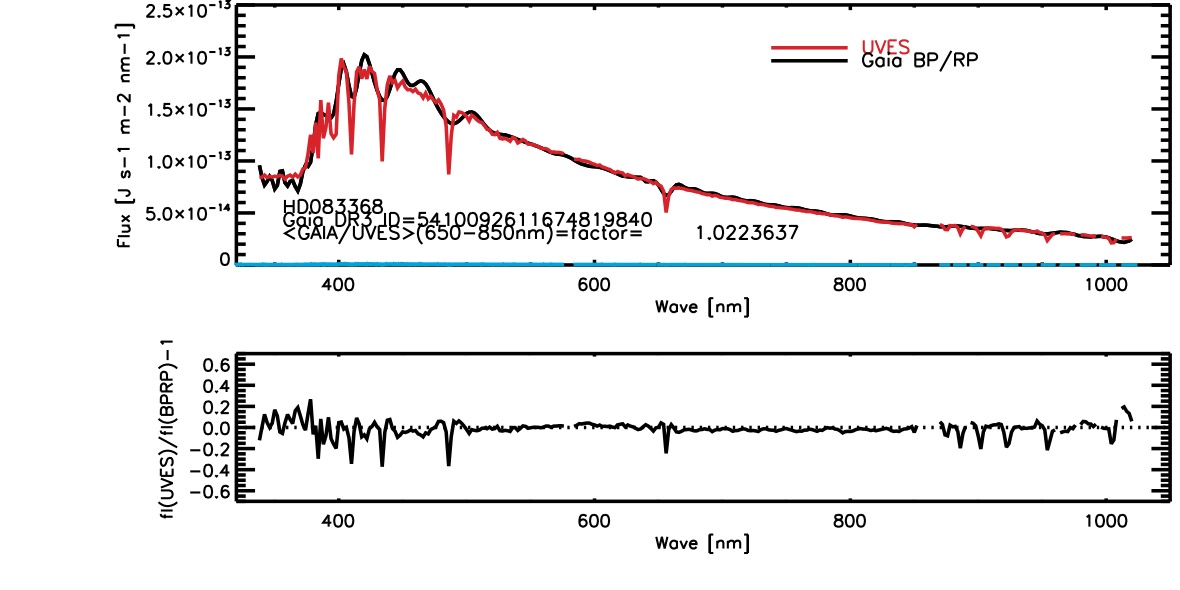 2.5×10−13
2.0×10−13
1.5×10−13
1.0×10−13
5.0×10−14
0
Flux [J s−1 m−2 nm−1]
UVES
Gaia BP/RP
HD083368
Gaia DR3 ID=5410092611674819840
<GAIA/UVES>(650−850nm)=factor= 1.0223637
400 600 800 1000
Wave [nm]
fl(UVES)/fl(BPRP)−1
0.6
0.4
0.2
0.0
−0.2
−0.4
−0.6
400 600 800 1000
Wave [nm]